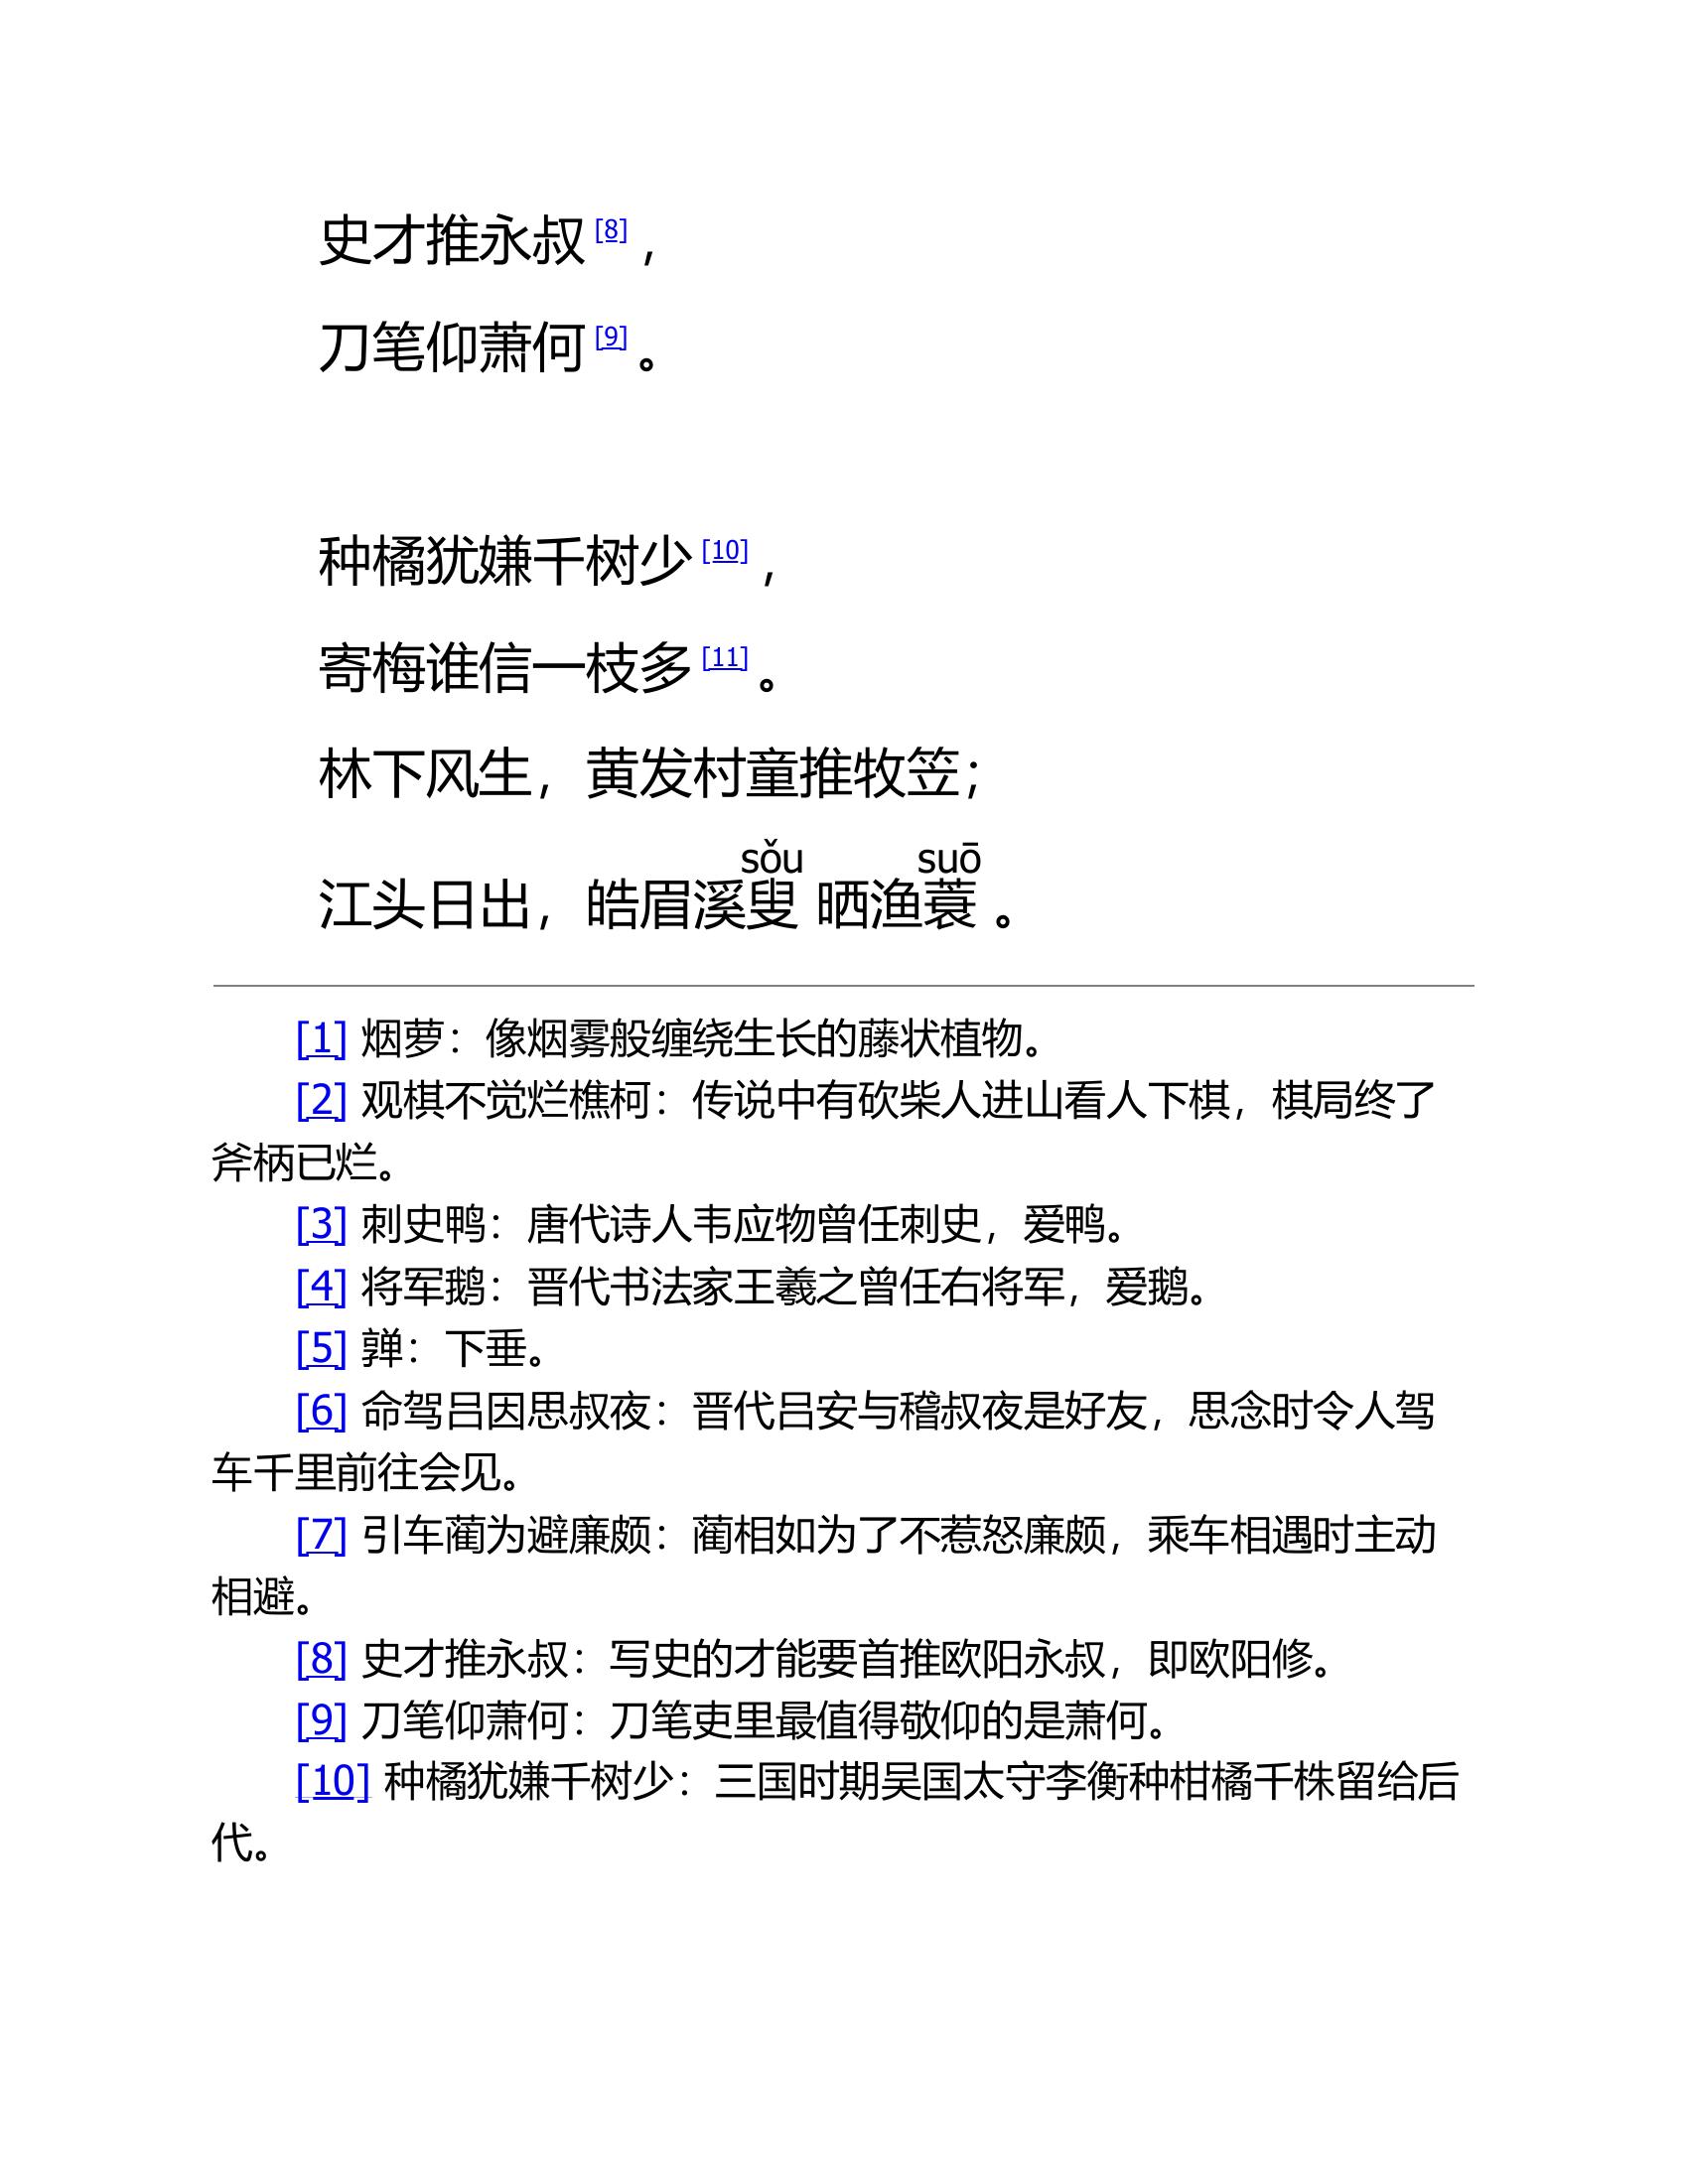 史才推永叔[8]，
刀笔仰萧何[9]。
种橘犹嫌千树少[10]，
寄梅谁信一枝多[11]。
林下风生，黄发村童推牧笠；
sǒu suō
江头日出，皓眉溪叟 晒渔蓑 。
[1] 烟萝：像烟雾般缠绕生长的藤状植物。
[2] 观棋不觉烂樵柯：传说中有砍柴人进山看人下棋，棋局终了
斧柄已烂。
[3] 刺史鸭：唐代诗人韦应物曾任刺史，爱鸭。
[4] 将军鹅：晋代书法家王羲之曾任右将军，爱鹅。
[5] 亸：下垂。
[6] 命驾吕因思叔夜：晋代吕安与稽叔夜是好友，思念时令人驾
车千里前往会见。
[7] 引车蔺为避廉颇：蔺相如为了不惹怒廉颇，乘车相遇时主动
相避。
[8] 史才推永叔：写史的才能要首推欧阳永叔，即欧阳修。
[9] 刀笔仰萧何：刀笔吏里最值得敬仰的是萧何。
[10] 种橘犹嫌千树少：三国时期吴国太守李衡种柑橘千株留给后
代。